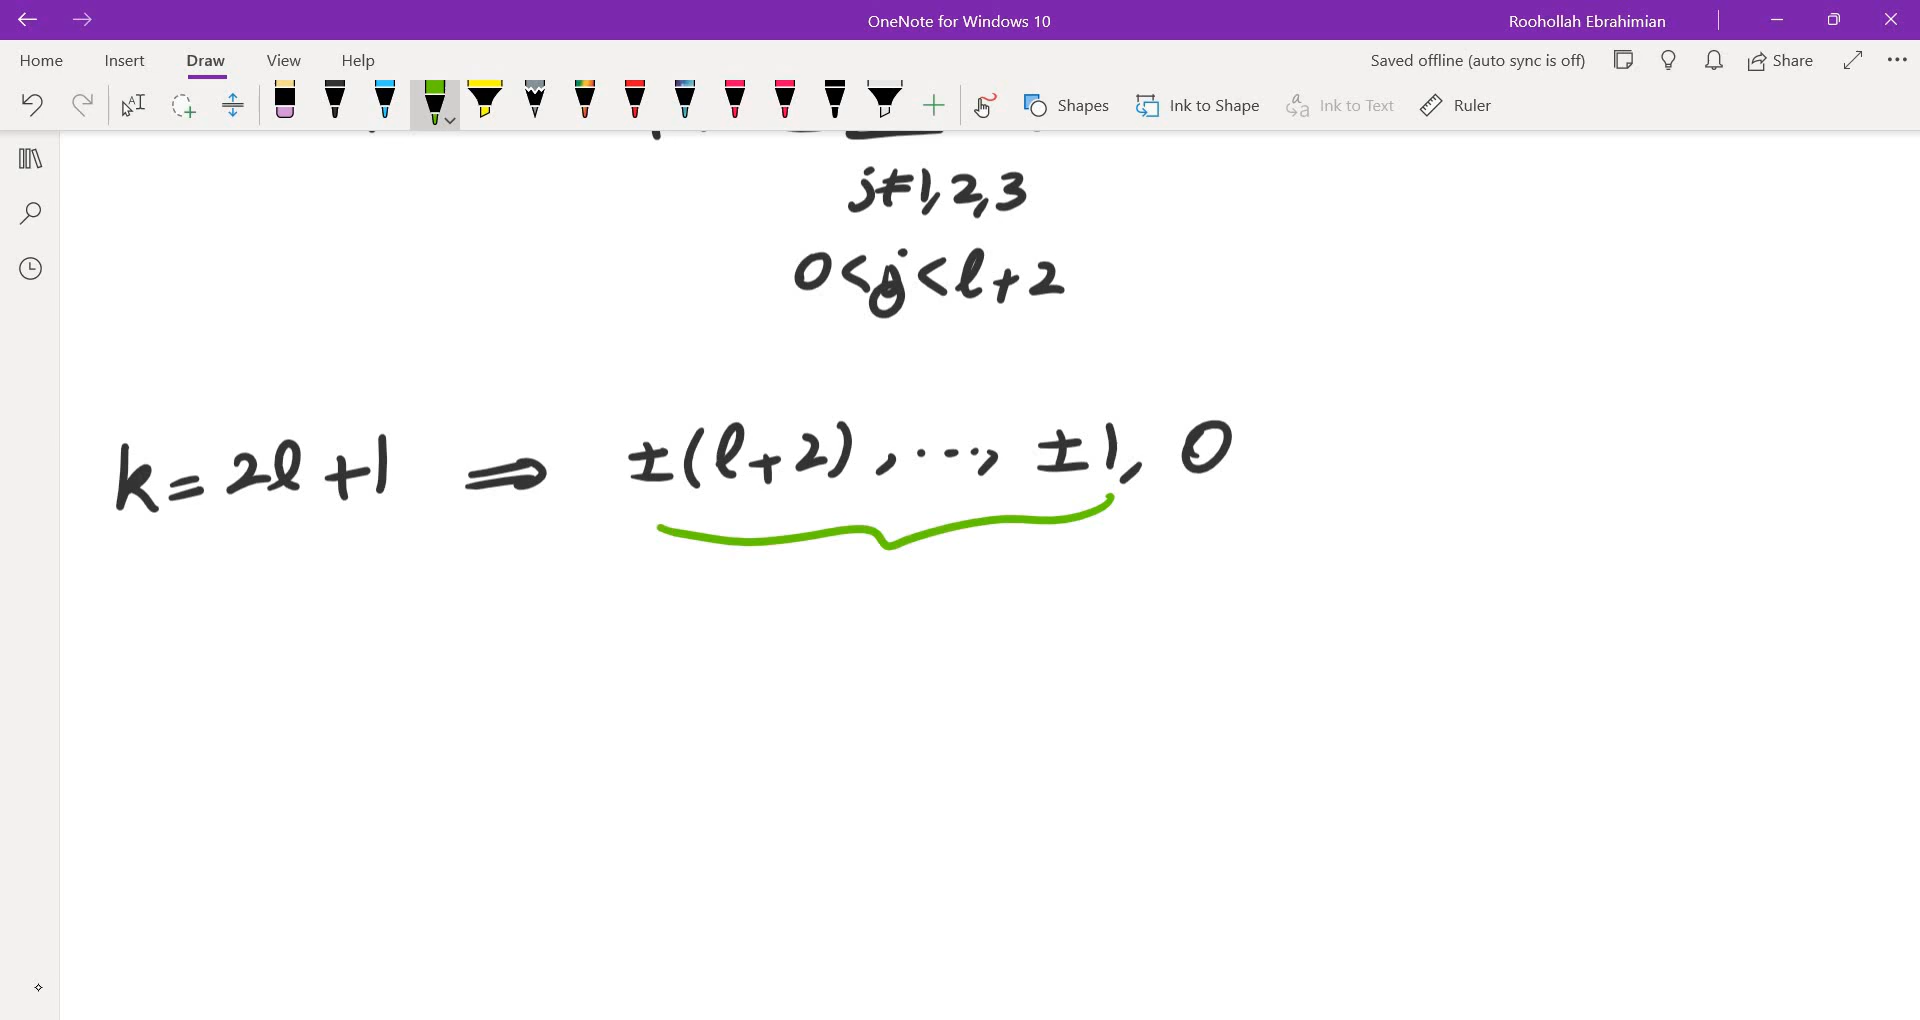 OneNote for Windows 10
Roohollah Ebrahimian
Home Insert Draw View Help
Saved offline (auto sync is off) Share
Shapes Ink to Shape Ink to Text Ruler
j≠1,2,3
0<j<l+2
k=2l+1 ⇒ ±(l+2), ..., ±1, 0